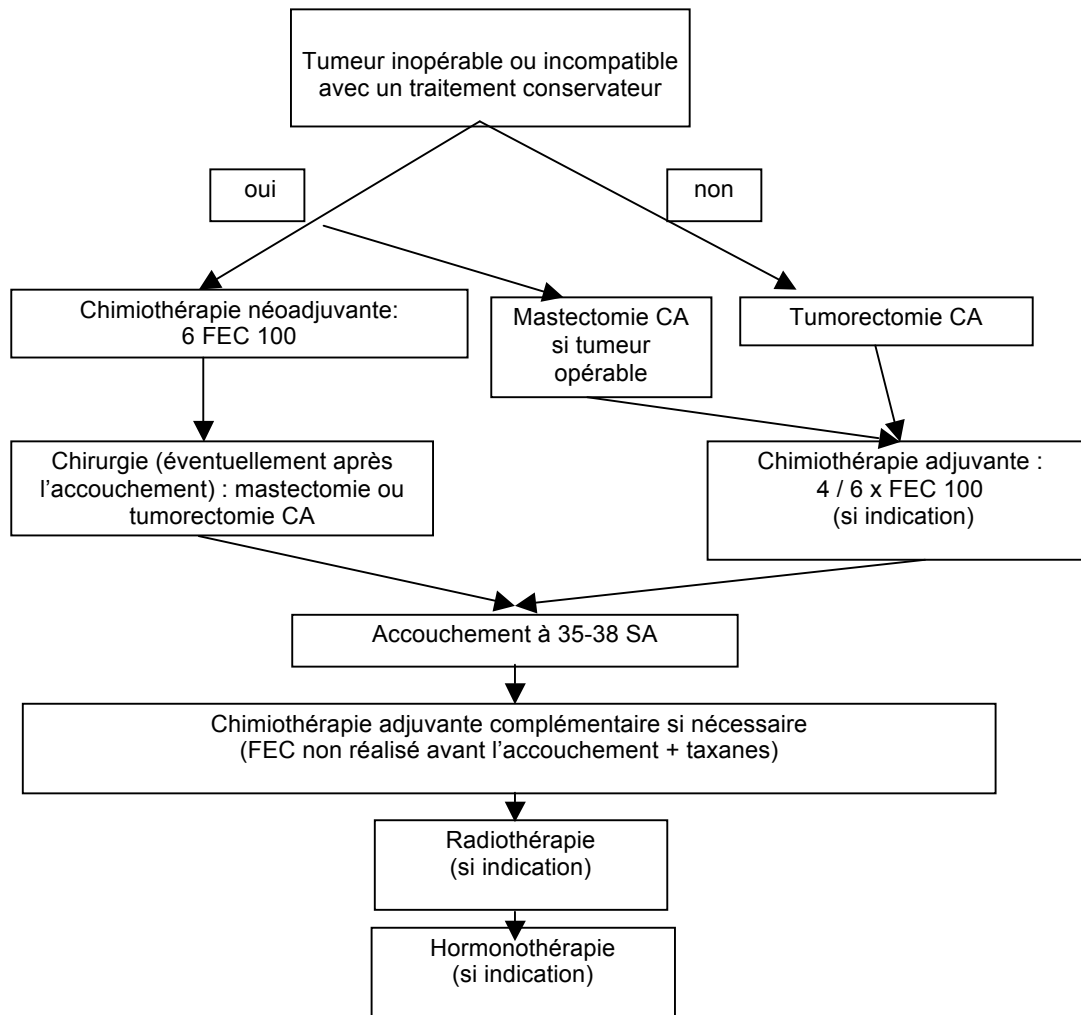 Tumeur inopérable ou incompatible
avec un traitement conservateur
oui
non
Chimiothérapie néoadjuvante:
6 FEC 100
Mastectomie CA
si tumeur
opérable
Tumorectomie CA
Chirurgie (éventuellement après
l’accouchement) : mastectomie ou
tumorectomie CA
Chimiothérapie adjuvante :
4 / 6 x FEC 100
(si indication)
Accouchement à 35-38 SA
Chimiothérapie adjuvante complémentaire si nécessaire
(FEC non réalisé avant l’accouchement + taxanes)
Radiothérapie
(si indication)
Hormonothérapie
(si indication)